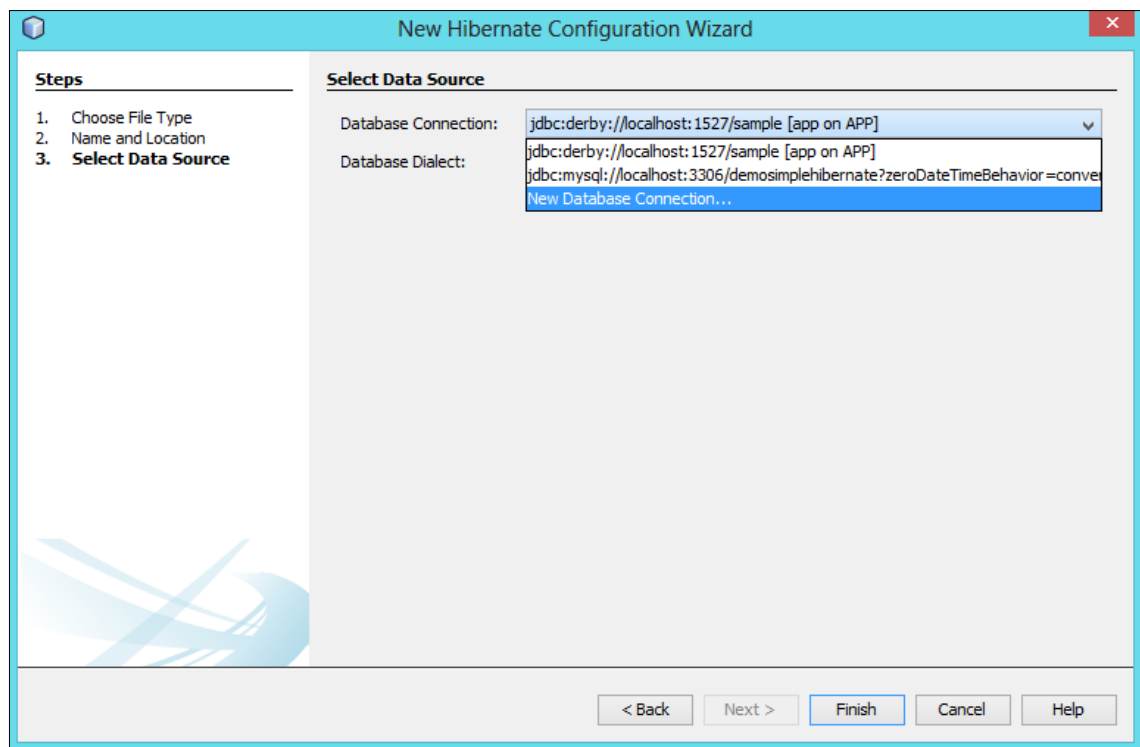 New Hibernate Configuration Wizard
Steps
1. Choose File Type
2. Name and Location
3. Select Data Source
Select Data Source
Database Connection: jdbc:derby://localhost:1527/sample [app on APP]
Database Dialect:
jdbc:derby://localhost:1527/sample [app on APP]
jdbc:mysql://localhost:3306/demosimplehibernate?zeroDateTimeBehavior=conver
New Database Connection...
< Back Next > Finish Cancel Help